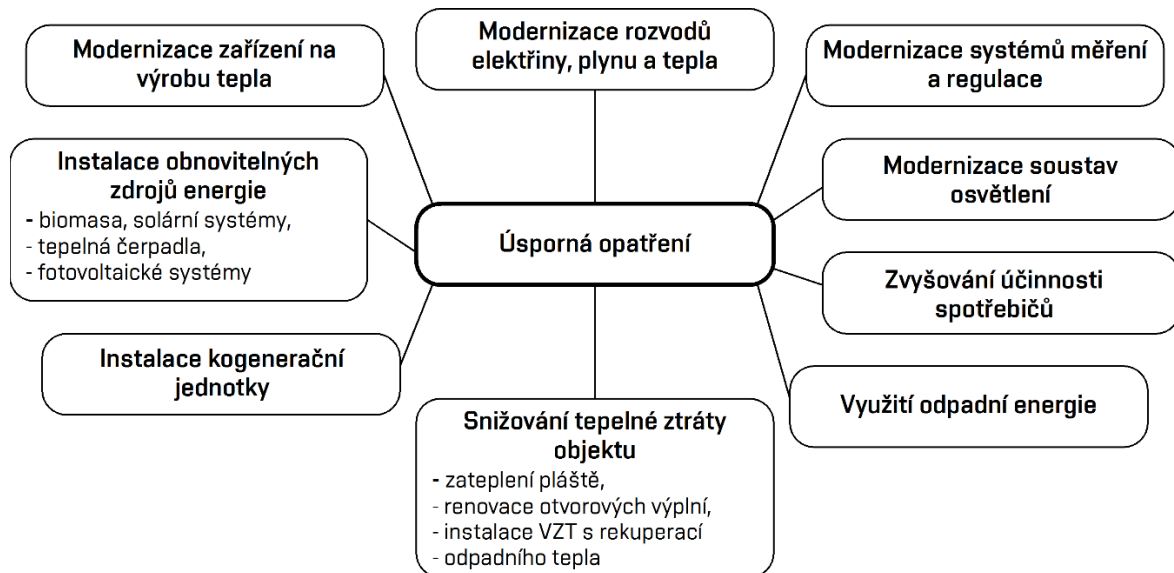 Modernizace zařízení na
výrobu tepla
Modernizace rozvodů
elektřiny, plynu a tepla
Modernizace systémů měření
a regulace
Instalace obnovitelných
zdrojů energie
- biomasa, solární systémy,
- tepelná čerpadla,
- fotovoltaické systémy
Modernizace soustav
osvětlení
Úsporná opatření
Zvyšování účinnosti
spotřebičů
Instalace kogenerační
jednotky
Využití odpadní energie
Snižování tepelné ztráty
objektu
- zateplení pláště,
- renovace otvorových výplní,
- instalace VZT s rekuperací
- odpadního tepla